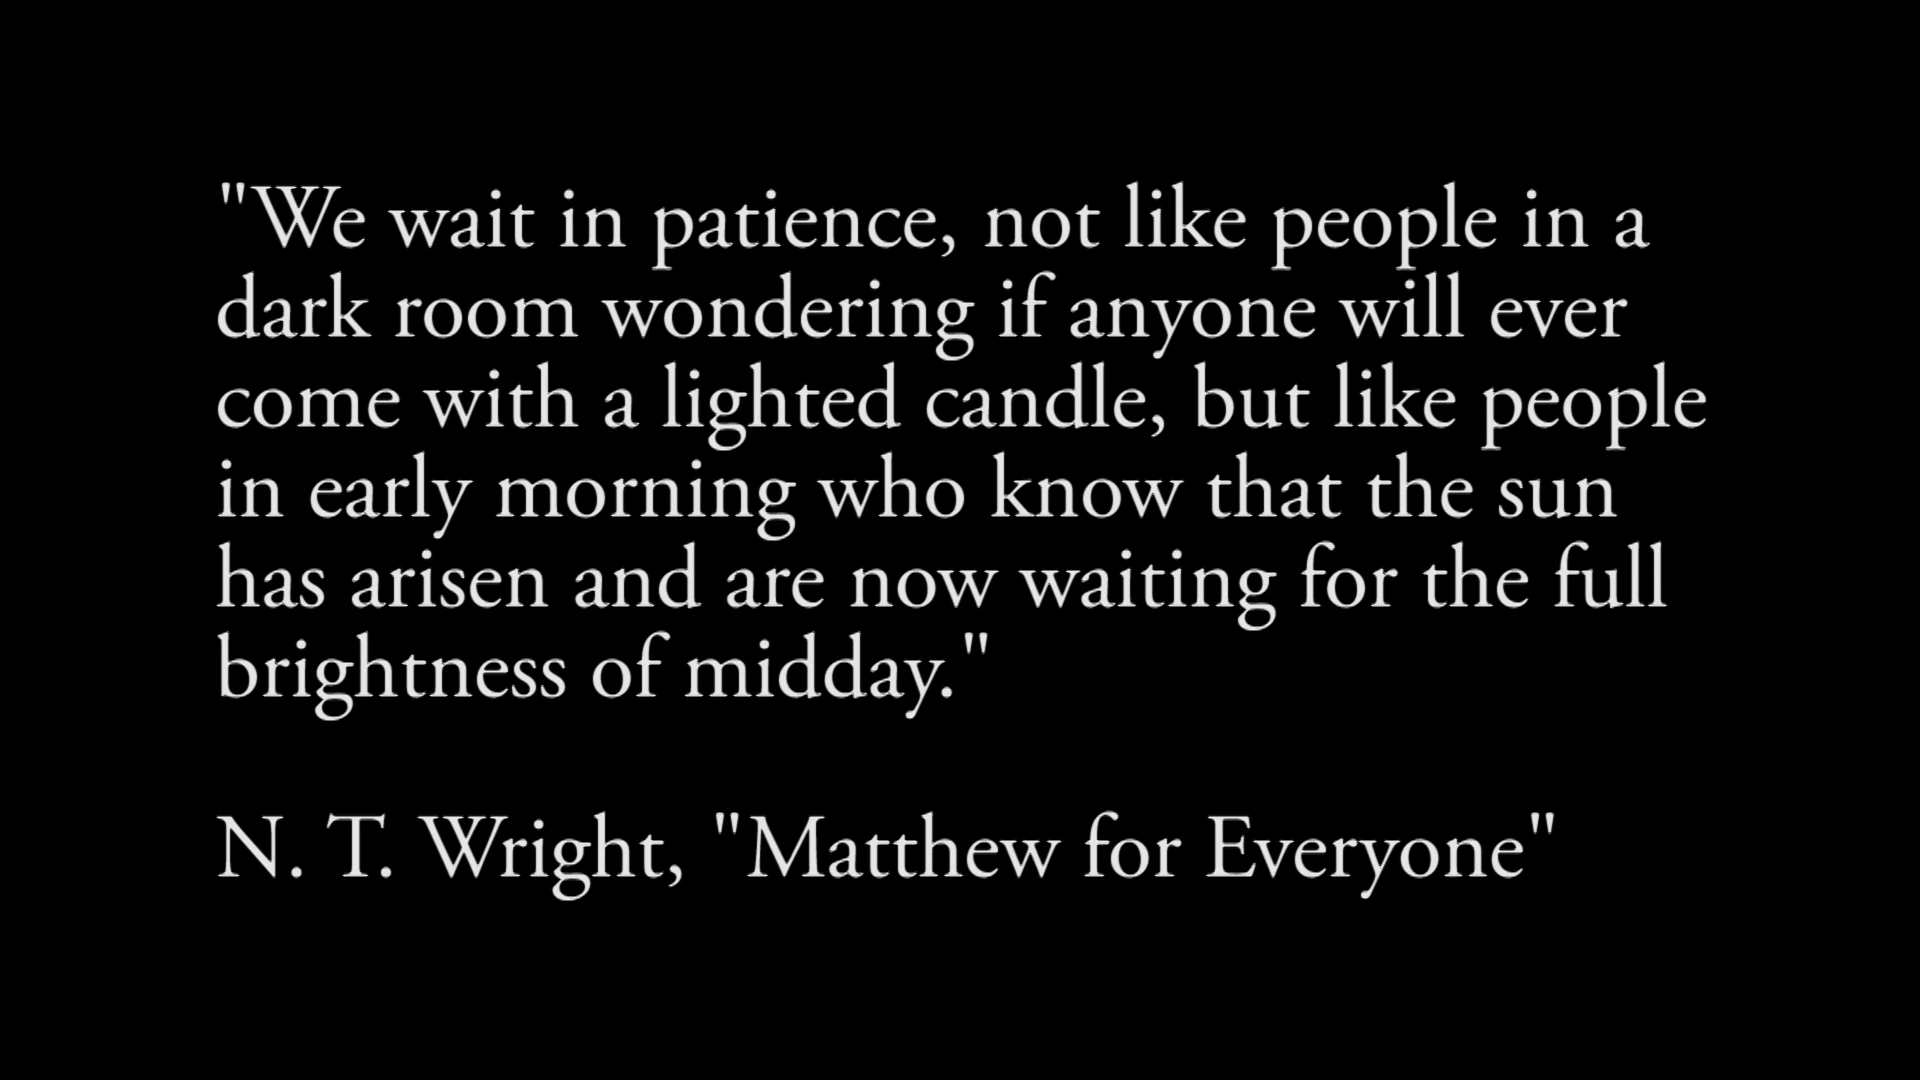 "We wait in patience, not like people in a
dark room wondering if anyone will ever
come with a lighted candle, but like people
in early morning who know that the sun
has arisen and are now waiting for the full
brightness of midday."
N. T. Wright, "Matthew for Everyone"